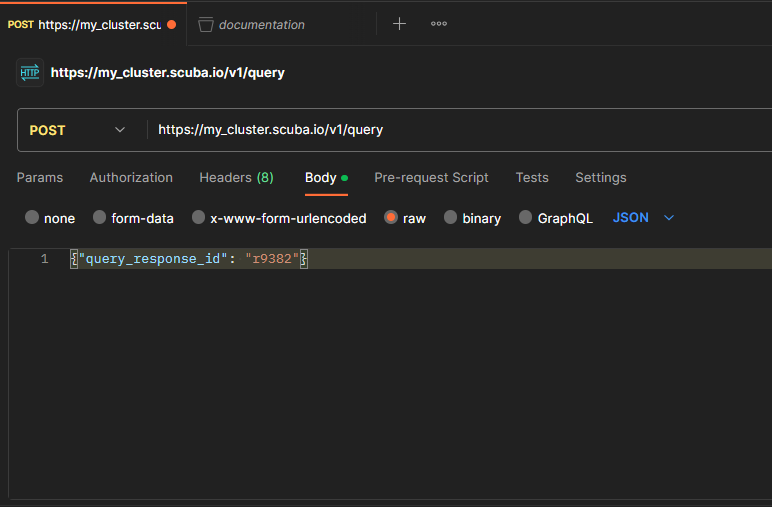 POST https://my_cluster.scu
documentation
HTTP https://my_cluster.scuba.io/v1/query
POST https://my_cluster.scuba.io/v1/query
Params Authorization Headers (8) Body Pre-request Script Tests Settings
none form-data x-www-form-urlencoded raw binary GraphQL JSON
1 {"query_response_id": "r9382"}